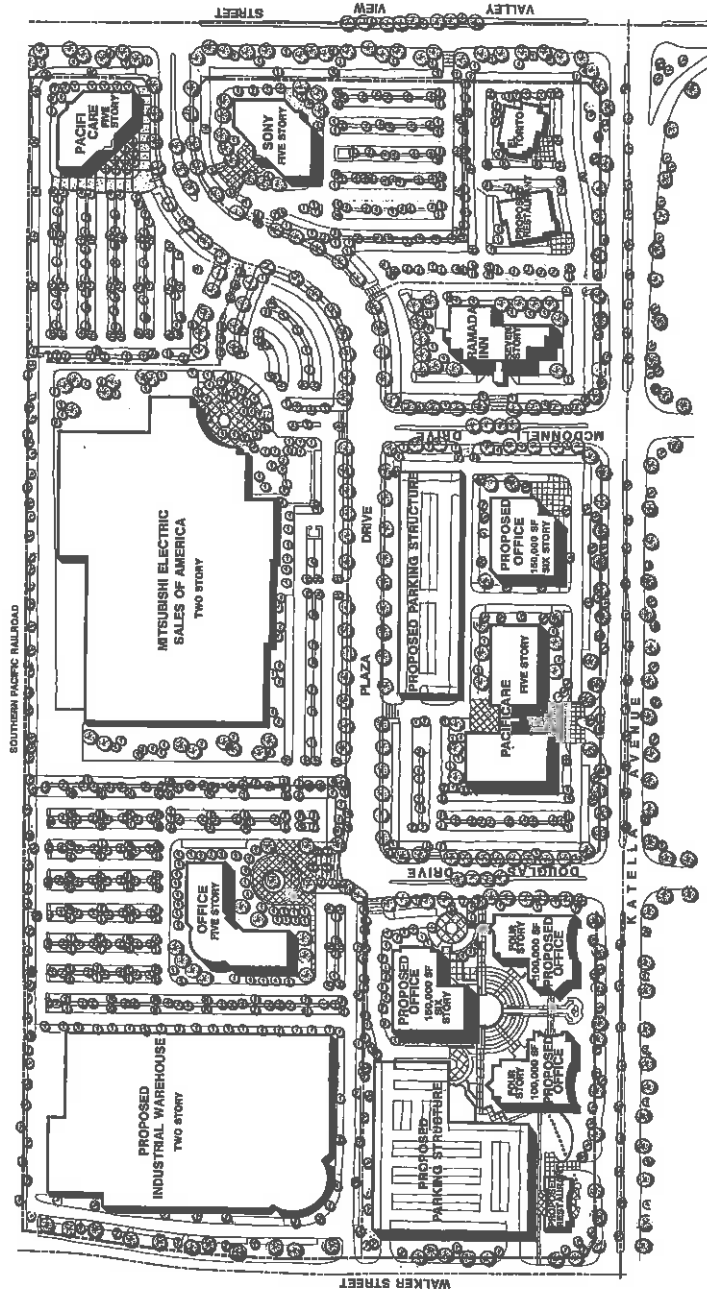 VALLEY
VIEW
STREET
PACIFI
CARE
FIVE
STORY
SONY
FIVE STORY
EL
TORITO
RAMADA
INN
MCDONNELL
DRIVE
SOUTHERN PACIFIC RAILROAD
MITSUBISHI ELECTRIC
SALES OF AMERICA
TWO STORY
PLAZA
DRIVE
PROPOSED PARKING STRUCTURE
PROPOSED
OFFICE
150,000 SF
SIX STORY
PACIFICARE
FIVE STORY
DOUGLAS
DRIVE
KATELLA AVENUE
OFFICE
FIVE STORY
PROPOSED
OFFICE
150,000 SF
SIX
STORY
FOUR
STORY
100,000 SF
PROPOSED
OFFICE
FOUR
STORY
100,000 SF
PROPOSED
OFFICE
PROPOSED
INDUSTRIAL WAREHOUSE
TWO STORY
PROPOSED
PARKING STRUCTURE
WALKER STREET